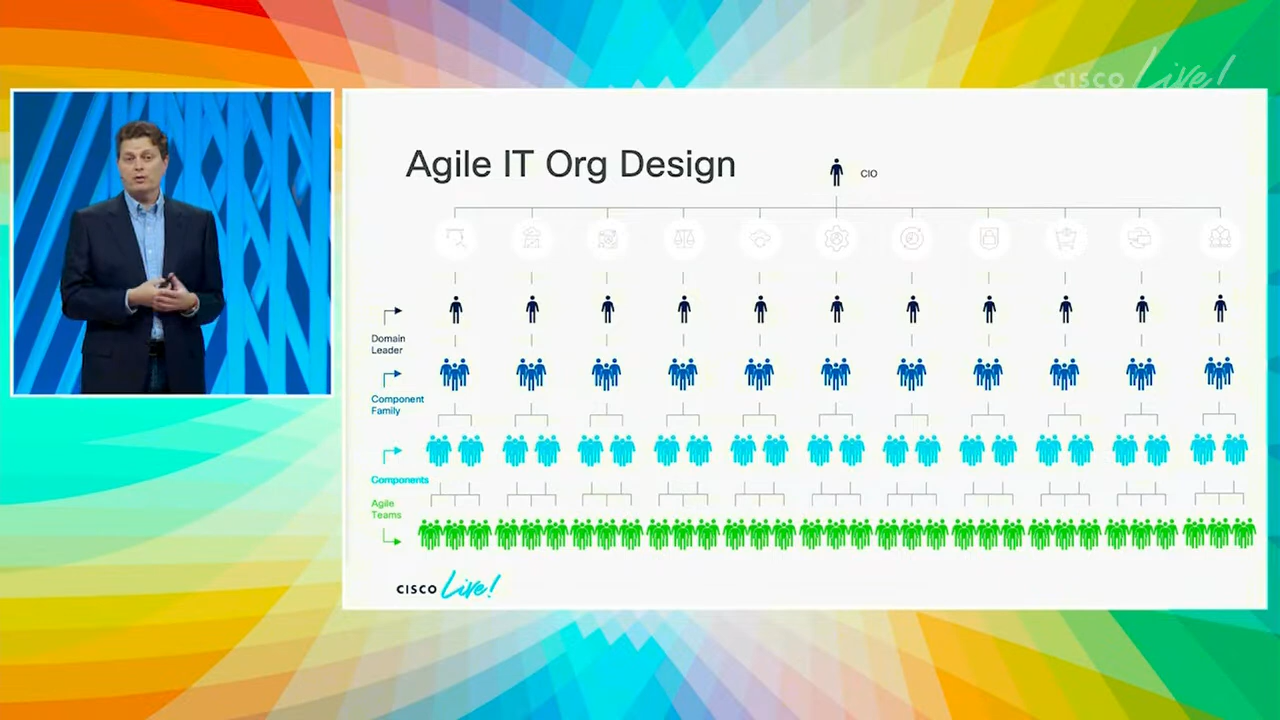 CISCO Live!
Agile IT Org Design
CIO
Domain
Leader
Component
Family
Components
Agile
Teams
CISCO Live!